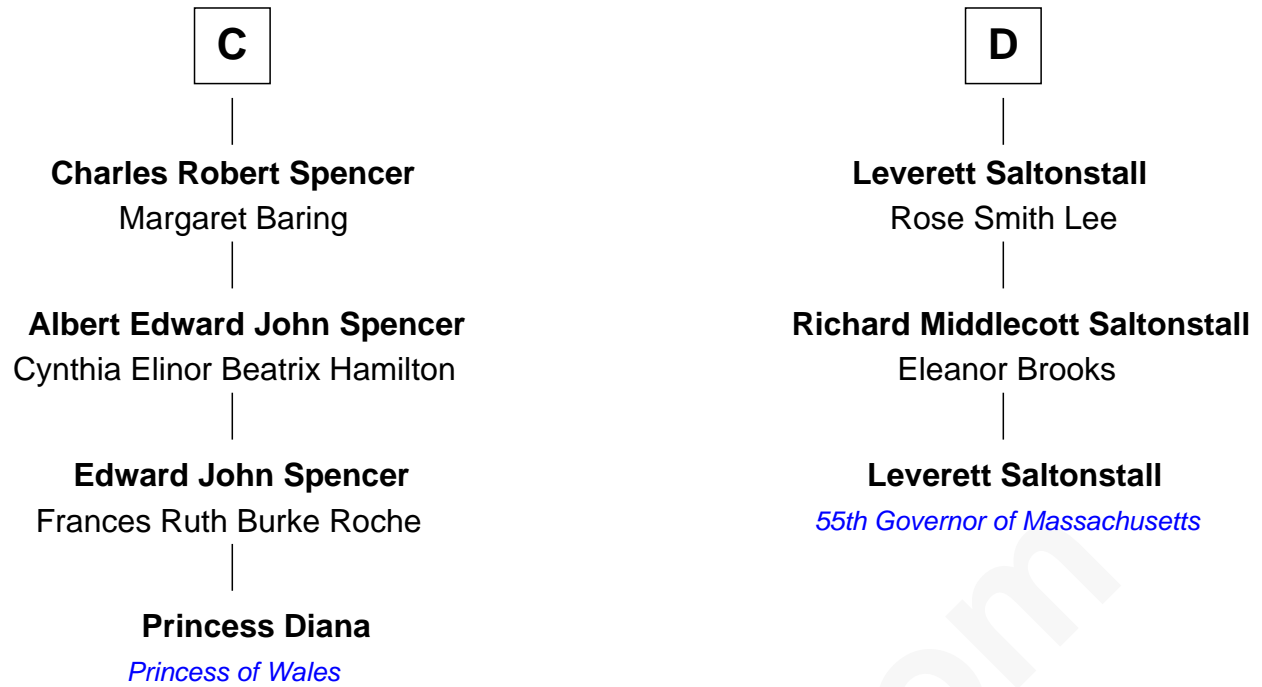 C
Charles Robert Spencer
Margaret Baring
Albert Edward John Spencer
Cynthia Elinor Beatrix Hamilton
Edward John Spencer
Frances Ruth Burke Roche
Princess Diana
Princess of Wales
D
Leverett Saltonstall
Rose Smith Lee
Richard Middlecott Saltonstall
Eleanor Brooks
Leverett Saltonstall
55th Governor of Massachusetts
om